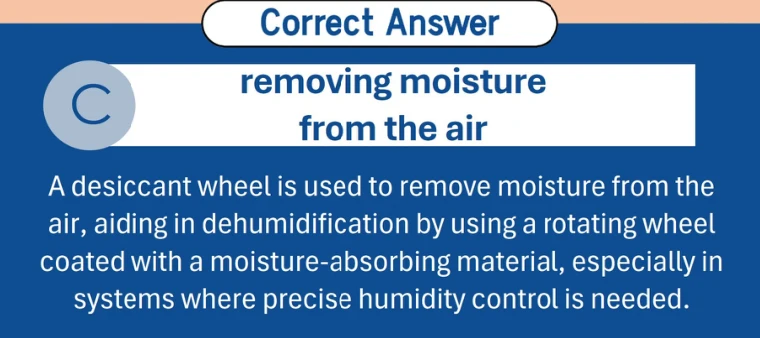 Correct Answer
C
removing moisture
from the air
A desiccant wheel is used to remove moisture from the
air, aiding in dehumidification by using a rotating wheel
coated with a moisture-absorbing material, especially in
systems where precise humidity control is needed.